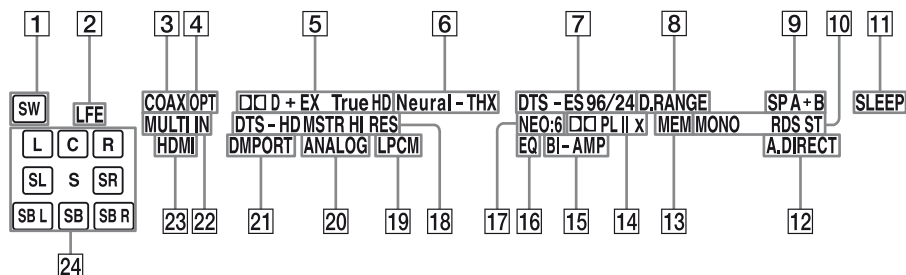 1 2 3 4 5 6 7 8 9 10 11
SW LFE COAX OPT D + EX True HD Neural - THX DTS - ES 96/24 D.RANGE SP A + B SLEEP
MULTI IN DTS - HD MSTR HI RES NEO:6 PL II x MEM MONO RDS ST
L C R HDMI DMPORT ANALOG LPCM EQ BI - AMP A.DIRECT
SL S SR
SB L SB SB R
24 23 22 21 20 19 18 17 16 15 14 13 12